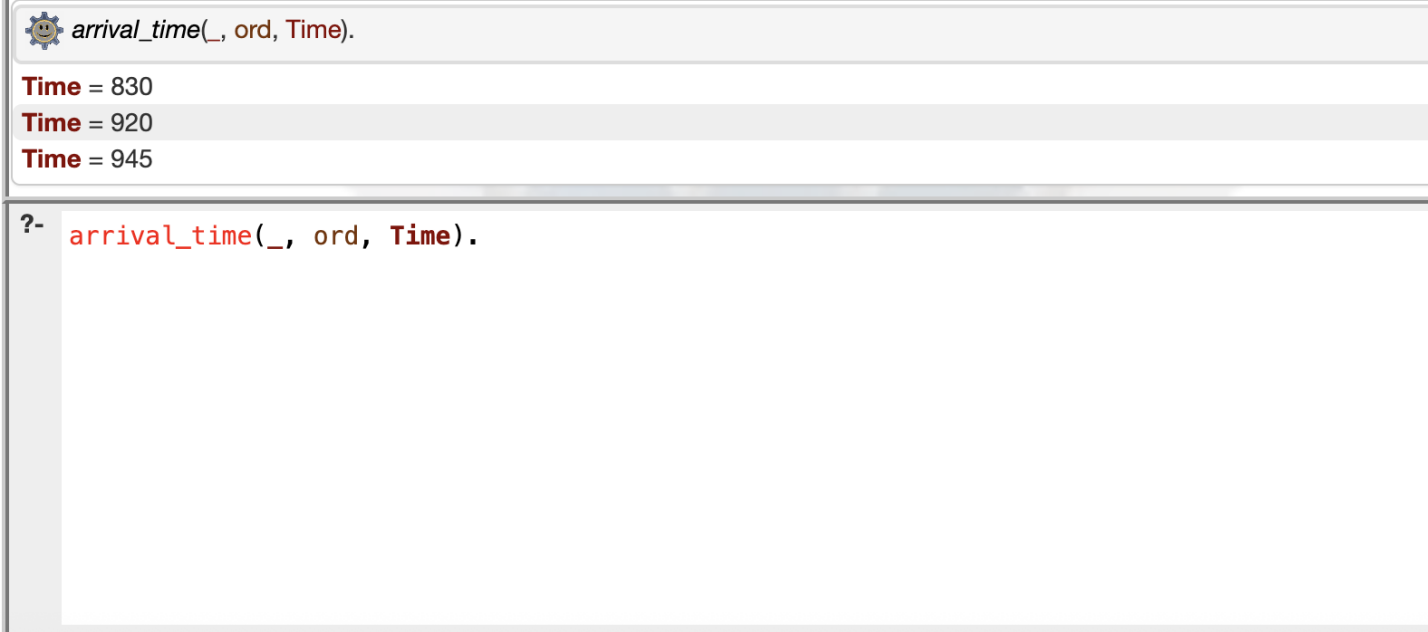 arrival_time(_, ord, Time).
Time = 830
Time = 920
Time = 945
?- arrival_time(_, ord, Time).